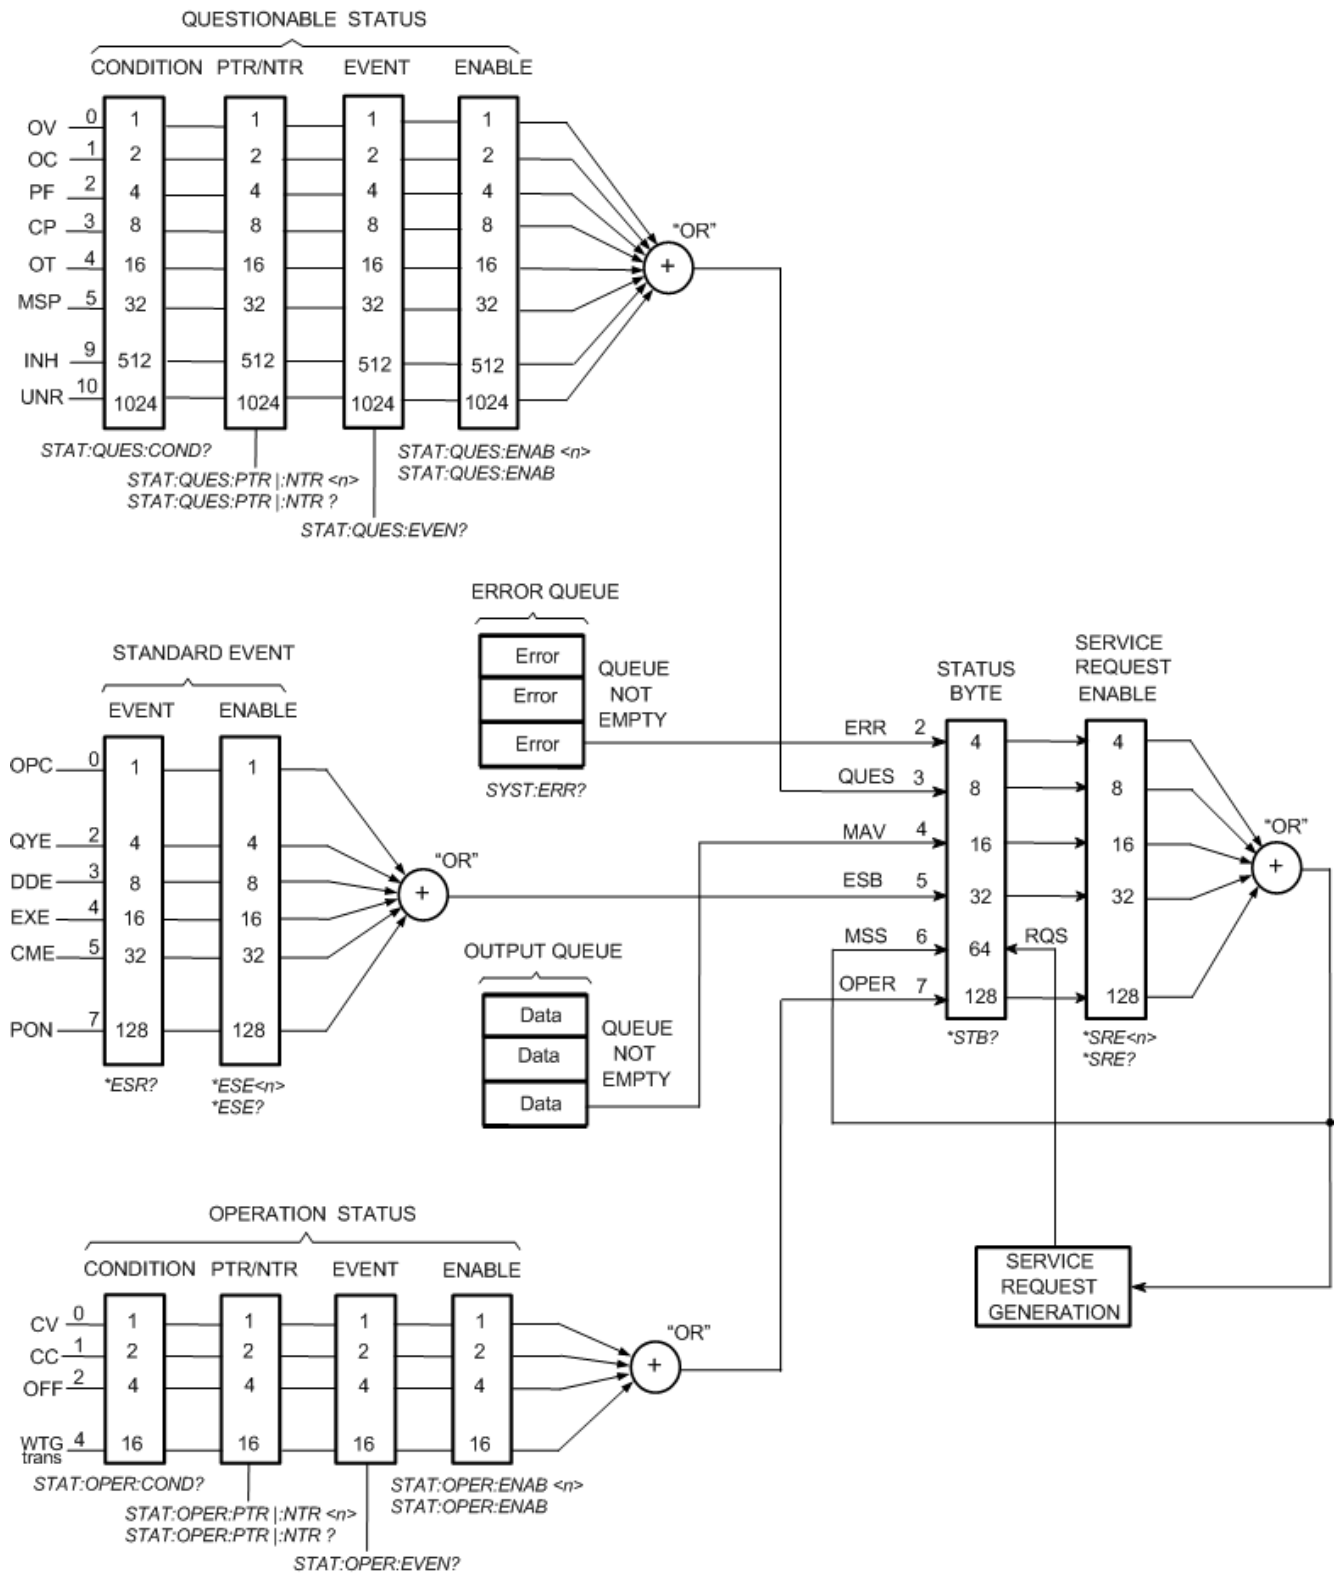 QUESTIONABLE STATUS
CONDITION PTR/NTR EVENT ENABLE
OV 0 1 1 1 1
OC 1 2 2 2 2
PF 2 4 4 4 4
CP 3 8 8 8 8
OT 4 16 16 16 16
MSP 5 32 32 32 32
INH 9 512 512 512 512
UNR 10 1024 1024 1024 1024
"OR"
+
STAT:QUES:COND?
STAT:QUES:PTR |:NTR <n>
STAT:QUES:PTR |:NTR ?
STAT:QUES:EVEN?
STAT:QUES:ENAB <n>
STAT:QUES:ENAB
ERROR QUEUE
Error
Error
Error
QUEUE
NOT
EMPTY
SYST:ERR?
STANDARD EVENT
EVENT ENABLE
OPC 0 1 1
QYE 2 4 4
DDE 3 8 8
EXE 4 16 16
CME 5 32 32
PON 7 128 128
"OR"
+
*ESR?
*ESE<n>
*ESE?
OUTPUT QUEUE
Data
Data
Data
QUEUE
NOT
EMPTY
STATUS
BYTE
SERVICE
REQUEST
ENABLE
ERR 2 4 4
QUES 3 8 8
MAV 4 16 16
ESB 5 32 32
MSS 6 64 RQS
OPER 7 128 128
"OR"
+
*STB?
*SRE<n>
*SRE?
SERVICE
REQUEST
GENERATION
OPERATION STATUS
CONDITION PTR/NTR EVENT ENABLE
CV 0 1 1 1 1
CC 1 2 2 2 2
OFF 2 4 4 4 4
WTG
trans 4 16 16 16 16
"OR"
+
STAT:OPER:COND?
STAT:OPER:PTR |:NTR <n>
STAT:OPER:PTR |:NTR ?
STAT:OPER:EVEN?
STAT:OPER:ENAB <n>
STAT:OPER:ENAB